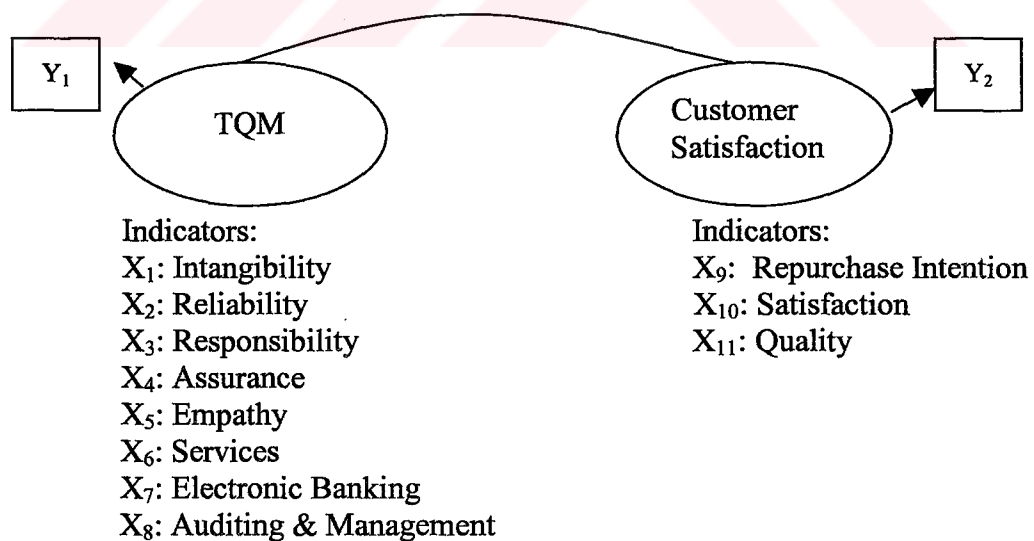 Y₁
TQM
Customer
Satisfaction
Y₂
Indicators:
X₁: Intangibility
X₂: Reliability
X₃: Responsibility
X₄: Assurance
X₅: Empathy
X₆: Services
X₇: Electronic Banking
X₈: Auditing & Management
Indicators:
X₉: Repurchase Intention
X₁₀: Satisfaction
X₁₁: Quality